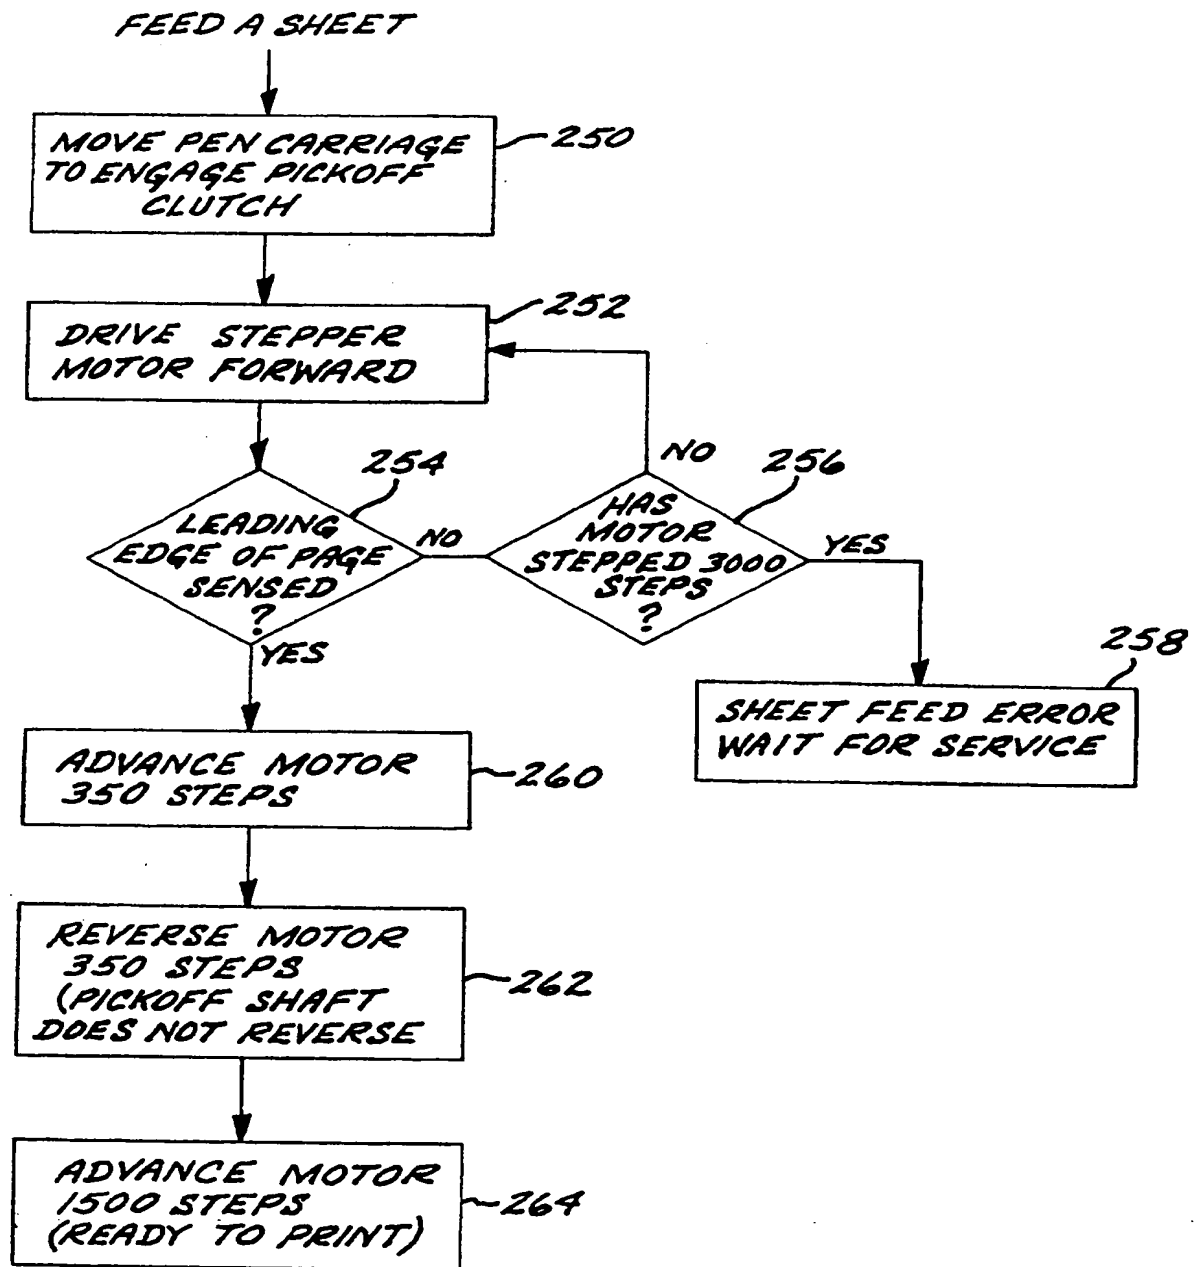 FEED A SHEET
MOVE PEN CARRIAGE
TO ENGAGE PICKOFF
CLUTCH
250
DRIVE STEPPER
MOTOR FORWARD
252
LEADING
EDGE OF PAGE
SENSED
?
254
NO
YES
HAS
MOTOR
STEPPED 3000
STEPS
?
256
NO
YES
SHEET FEED ERROR
WAIT FOR SERVICE
258
ADVANCE MOTOR
350 STEPS
260
REVERSE MOTOR
350 STEPS
(PICKOFF SHAFT
DOES NOT REVERSE
262
ADVANCE MOTOR
1500 STEPS
(READY TO PRINT)
264